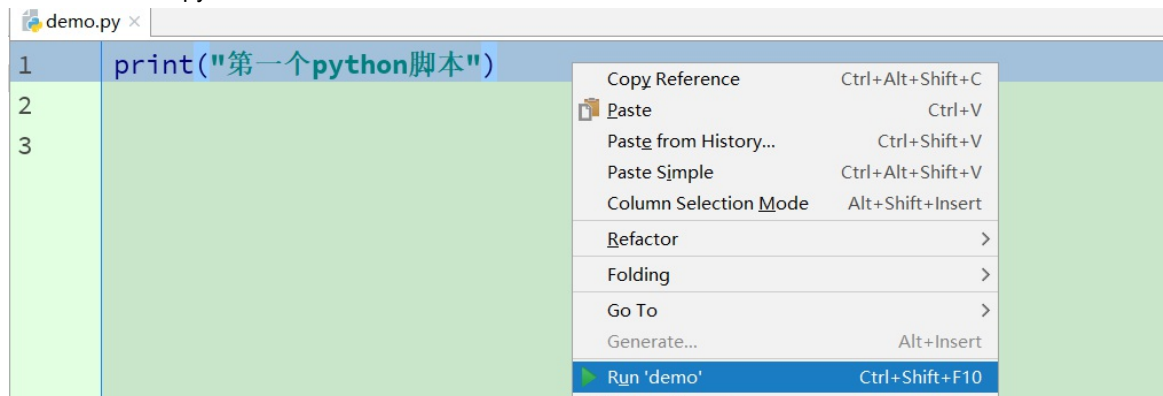 demo.py
1 print("第一个python脚本")
2
3
Copy Reference Ctrl+Alt+Shift+C
Paste Ctrl+V
Paste from History... Ctrl+Shift+V
Paste Simple Ctrl+Alt+Shift+V
Column Selection Mode Alt+Shift+Insert
Refactor
Folding
Go To
Generate... Alt+Insert
Run 'demo' Ctrl+Shift+F10